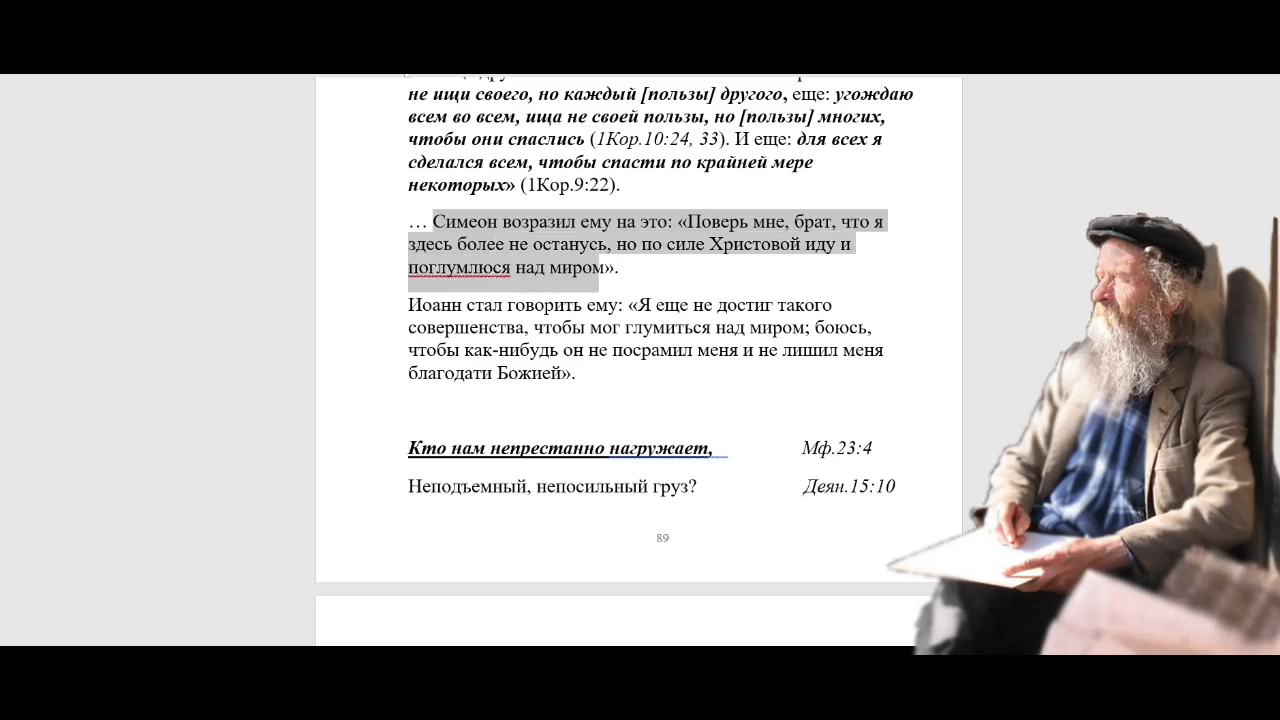 не ищи своего, но каждый [пользы] другого, еще: угождаю
всем во всем, ища не своей пользы, но [пользы] многих,
чтобы они спаслись (1Кор.10:24, 33). И еще: для всех я
сделался всем, чтобы спасти по крайней мере
некоторых» (1Кор.9:22).
… Симеон возразил ему на это: «Поверь мне, брат, что я
здесь более не останусь, но по силе Христовой иду и
поглумлюся над миром».
Иоанн стал говорить ему: «Я еще не достиг такого
совершенства, чтобы мог глумиться над миром; боюсь,
чтобы как-нибудь он не посрамил меня и не лишил меня
благодати Божией».
Кто нам непрестанно нагружает, Мф.23:4
Неподъемный, непосильный груз? Деян.15:10
89